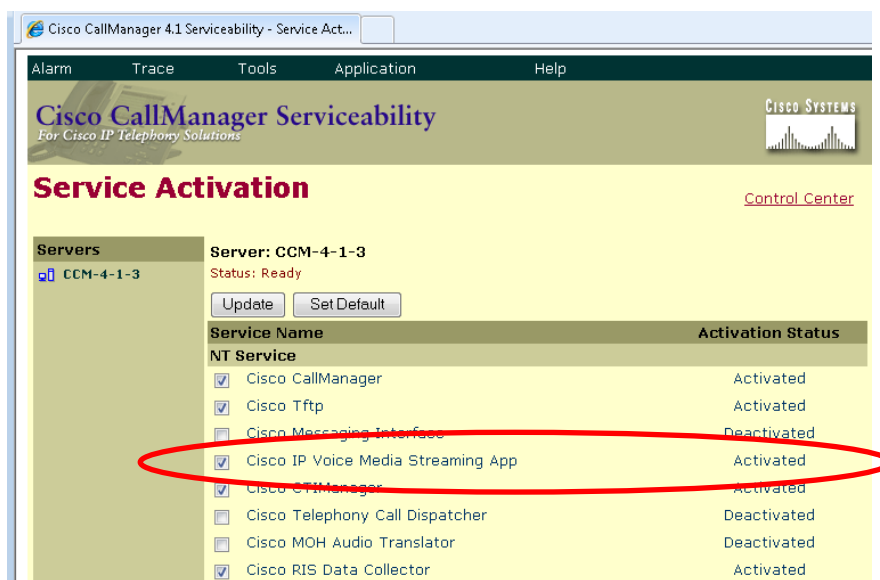 Cisco CallManager 4.1 Serviceability - Service Act...
Alarm Trace Tools Application Help
Cisco CallManager Serviceability
For Cisco IP Telephony Solutions
CISCO SYSTEMS
Service Activation
Control Center
Servers
CCM-4-1-3
Server: CCM-4-1-3
Status: Ready
Update Set Default
Service Name Activation Status
NT Service
Cisco CallManager Activated
Cisco Tftp Activated
Cisco Messaging Interface Deactivated
Cisco IP Voice Media Streaming App Activated
Cisco CTIManager Activated
Cisco Telephony Call Dispatcher Deactivated
Cisco MOH Audio Translator Deactivated
Cisco RIS Data Collector Activated